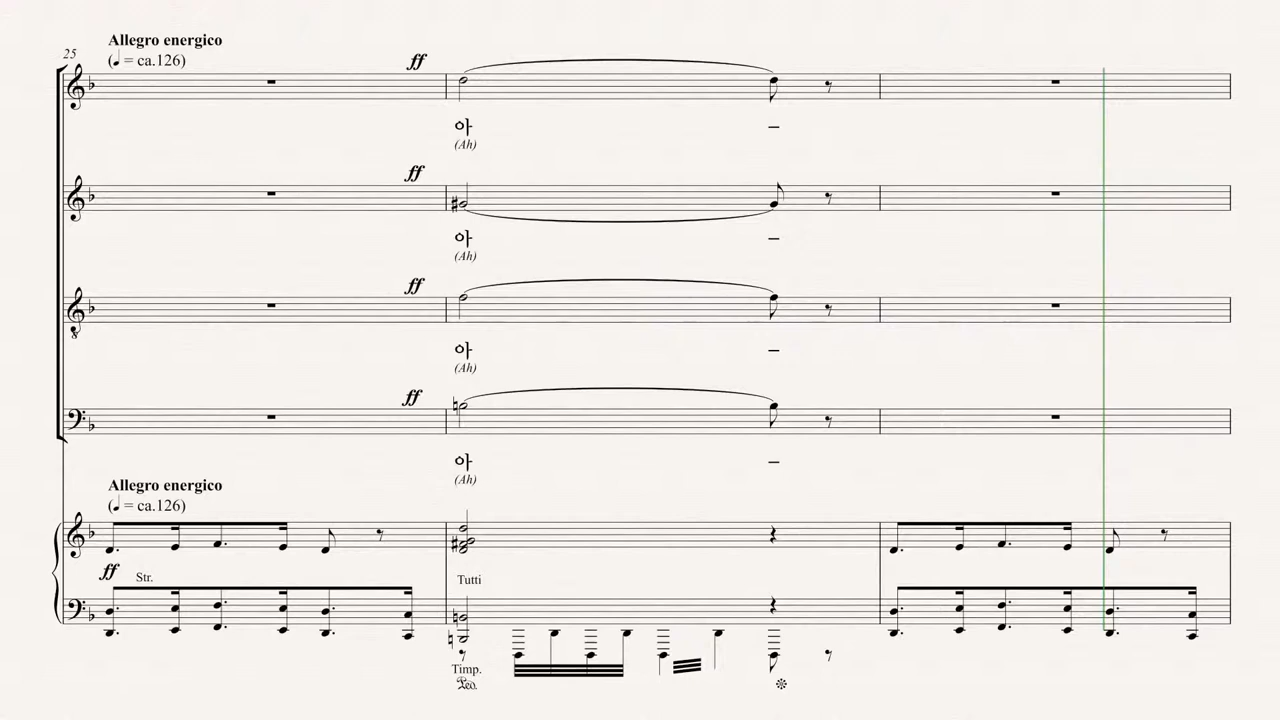 Allegro energico
25
(♩ = ca.126)
ff
아 –
(Ah)
ff
아 –
(Ah)
ff
아 –
(Ah)
ff
아 –
(Ah)
Allegro energico
(♩ = ca.126)
ff
Str.
Tutti
Timp.
Ped.